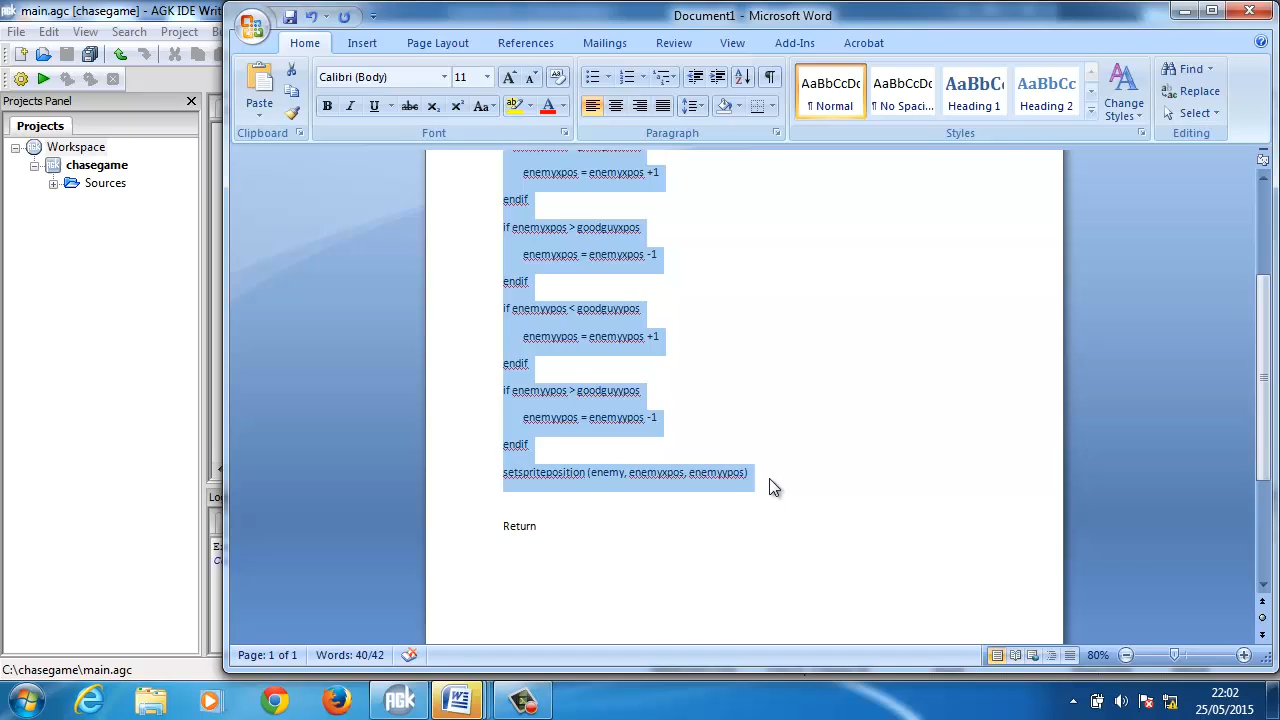 main.agc [chasegame] - AGK IDE Writ
Document1 - Microsoft Word
File Edit View Search Project Bu
Home Insert Page Layout References Mailings Review View Add-Ins Acrobat
Paste
Clipboard
Calibri (Body) 11
Font
Paragraph
AaBbCcDc AaBbCcDc AaBbCc AaBbCc
¶ Normal ¶ No Spaci... Heading 1 Heading 2
Change Styles
Styles
Find
Replace
Select
Editing
Projects Panel
Projects
Workspace
chasegame
Sources
enemyxpos = enemyxpos +1
endif
if enemyxpos > goodguyxpos
enemyxpos = enemyxpos -1
endif
if enemyypos < goodguyypos
enemyypos = enemyypos +1
endif
if enemyypos > goodguyypos
enemyypos = enemyypos -1
endif
setspriteposition (enemy, enemyxpos, enemyypos)
Return
Page: 1 of 1 Words: 40/42 80%
C:\chasegame\main.agc
22:02
25/05/2015